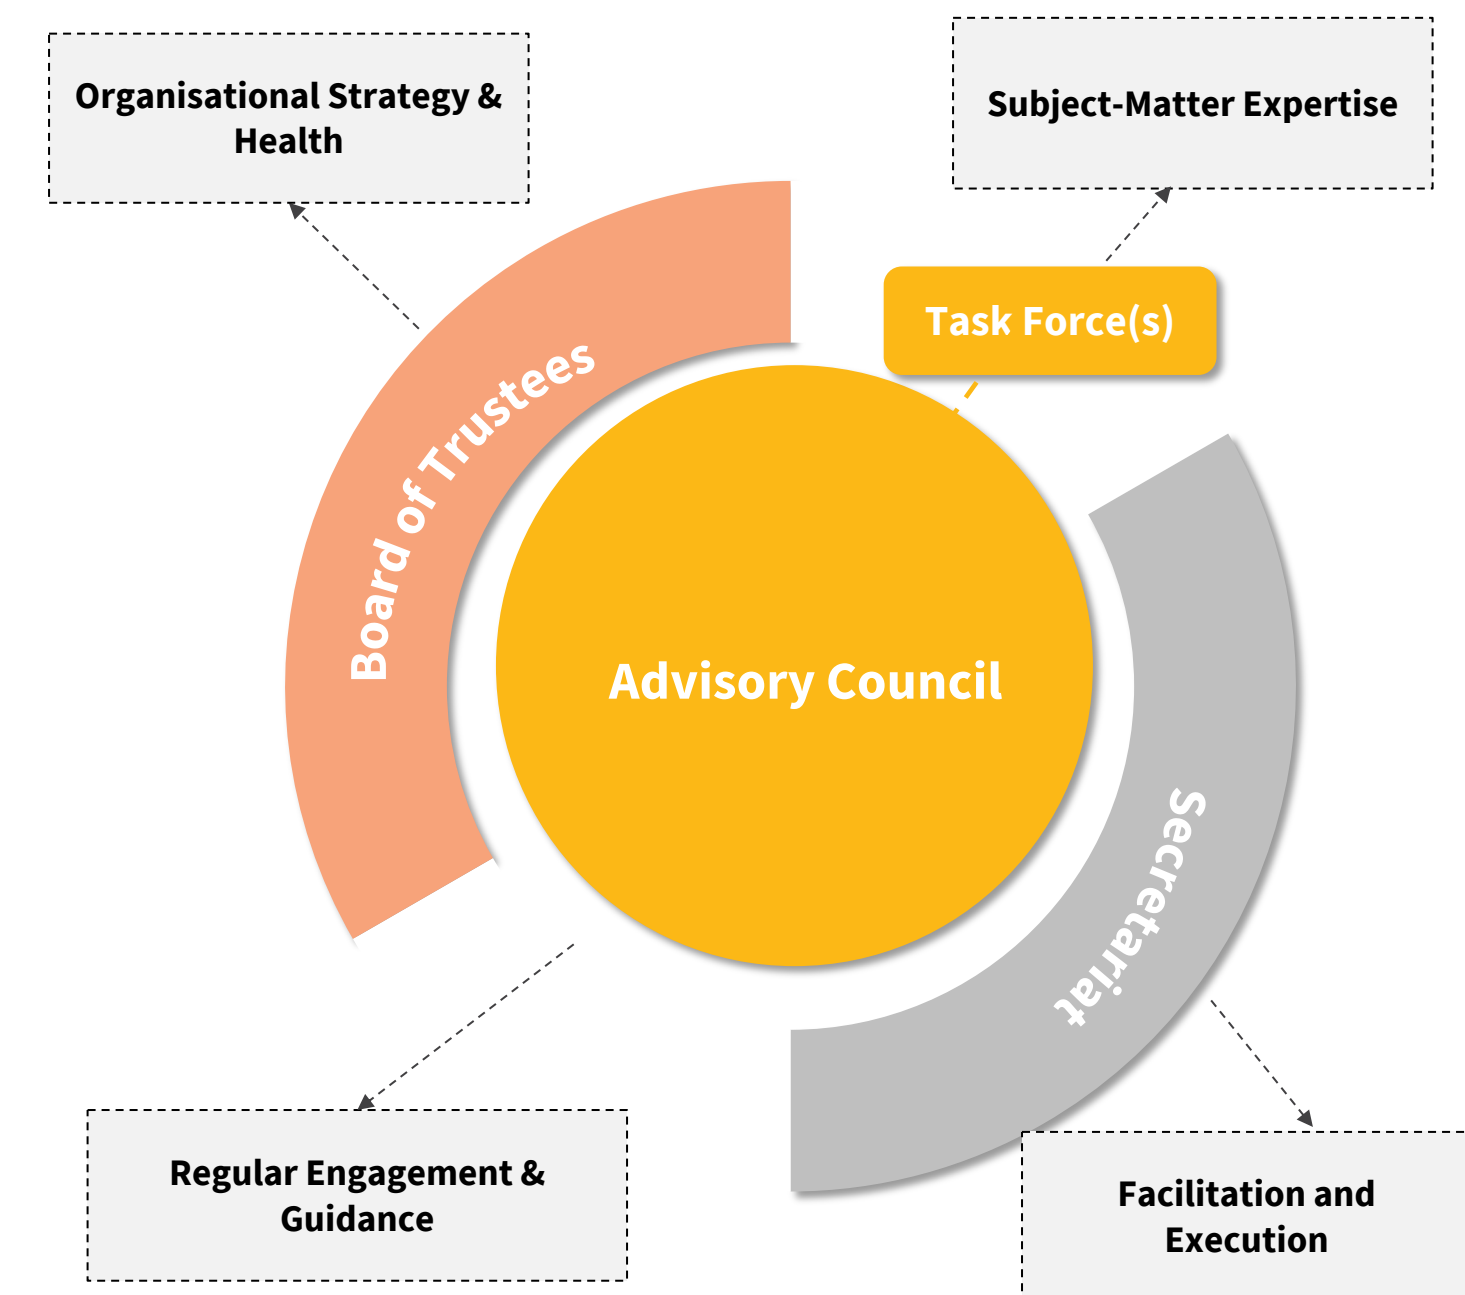 Organisational Strategy &
Health
Subject-Matter Expertise
Task Force(s)
Board of Trustees
Advisory Council
Secretariat
Regular Engagement &
Guidance
Facilitation and
Execution